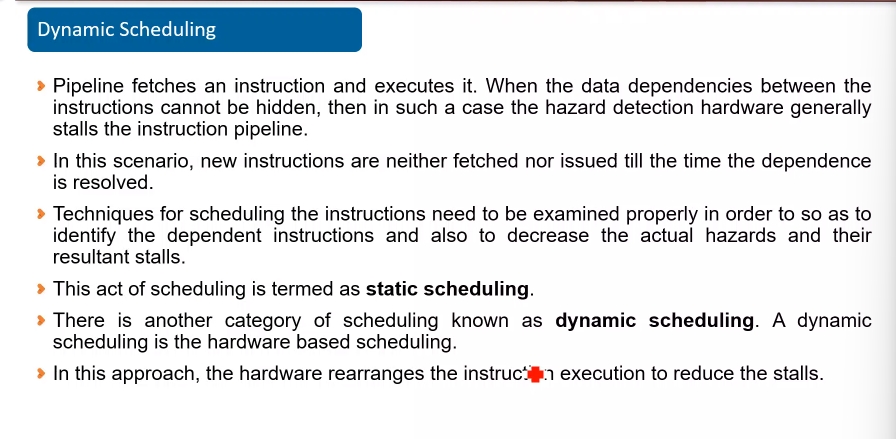 Dynamic Scheduling
Pipeline fetches an instruction and executes it. When the data dependencies between the
instructions cannot be hidden, then in such a case the hazard detection hardware generally
stalls the instruction pipeline.
In this scenario, new instructions are neither fetched nor issued till the time the dependence
is resolved.
Techniques for scheduling the instructions need to be examined properly in order to so as to
identify the dependent instructions and also to decrease the actual hazards and their
resultant stalls.
This act of scheduling is termed as static scheduling.
There is another category of scheduling known as dynamic scheduling. A dynamic
scheduling is the hardware based scheduling.
In this approach, the hardware rearranges the instruction execution to reduce the stalls.